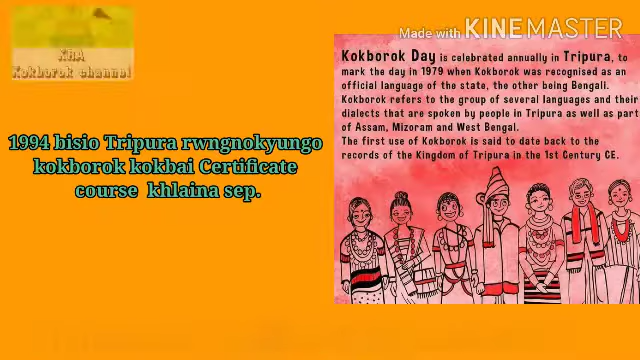 KHA
Kokborok channal
1994 bisio Tripura rwngnokyungo
kokborok kokbai Certificate
course khlaina sep.
Made with KINEMASTER
Kokborok Day is celebrated annually in Tripura, to
mark the day in 1979 when Kokborok was recognised as an
official language of the state, the other being Bengali.
Kokborok refers to the group of several languages and their
dialects that are spoken by people in Tripura as well as part
of Assam, Mizoram and West Bengal.
The first use of Kokborok is said to date back to the
records of the Kingdom of Tripura in the 1st Century CE.